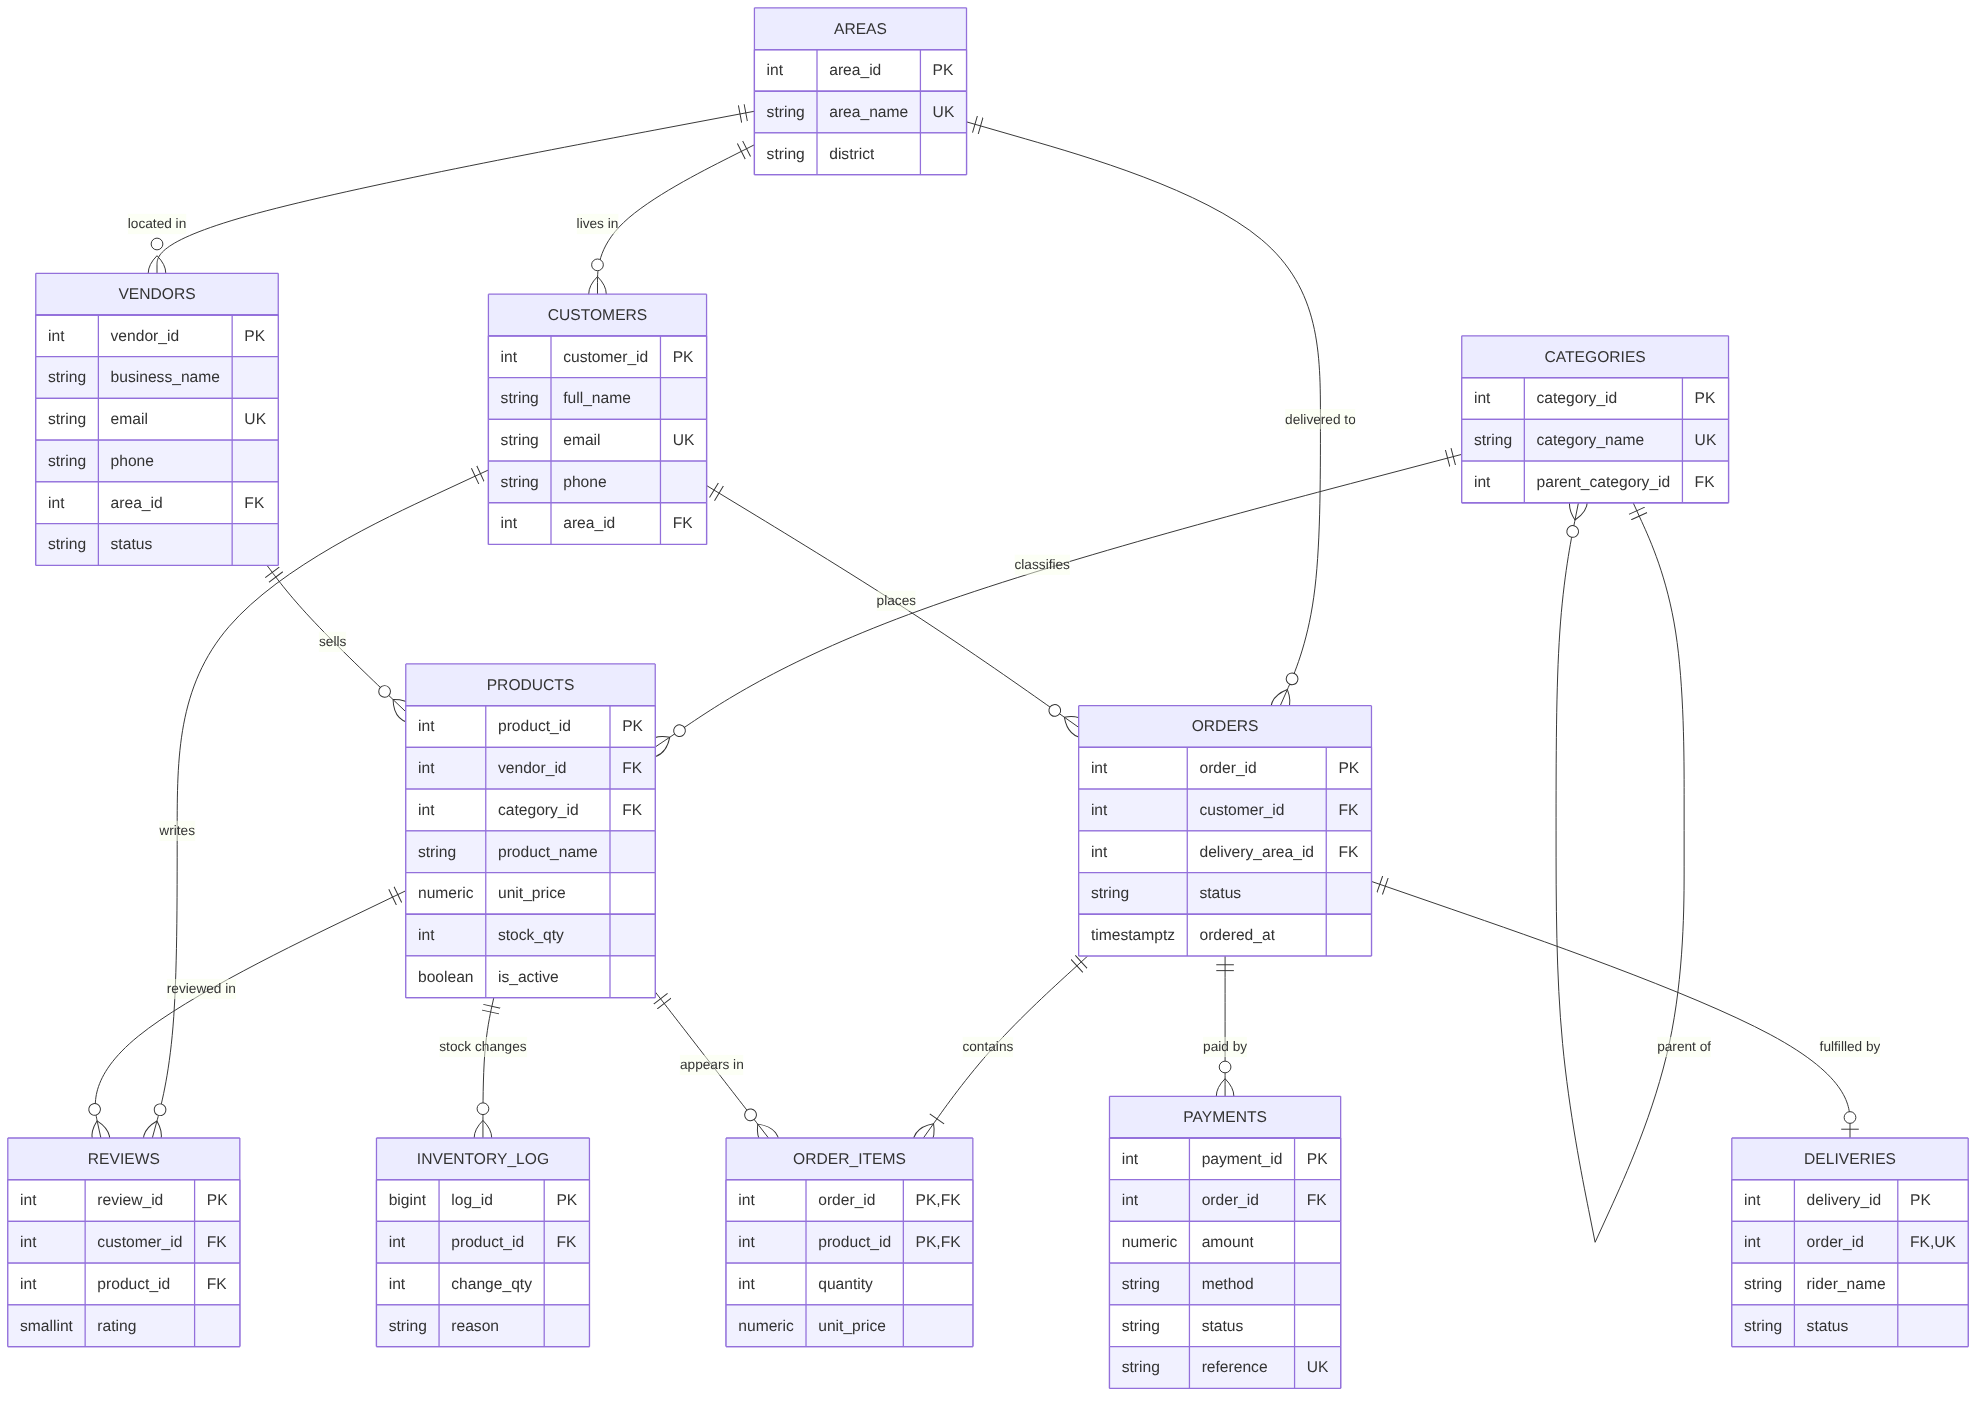 AREAS
int area_id PK
string area_name UK
string district
located in
lives in
delivered to
VENDORS
int vendor_id PK
string business_name
string email UK
string phone
int area_id FK
string status
CUSTOMERS
int customer_id PK
string full_name
string email UK
string phone
int area_id FK
CATEGORIES
int category_id PK
string category_name UK
int parent_category_id FK
classifies
places
sells
writes
PRODUCTS
int product_id PK
int vendor_id FK
int category_id FK
string product_name
numeric unit_price
int stock_qty
boolean is_active
ORDERS
int order_id PK
int customer_id FK
int delivery_area_id FK
string status
timestamptz ordered_at
reviewed in
stock changes
appears in
contains
paid by
parent of
fulfilled by
REVIEWS
int review_id PK
int customer_id FK
int product_id FK
smallint rating
INVENTORY_LOG
bigint log_id PK
int product_id FK
int change_qty
string reason
ORDER_ITEMS
int order_id PK,FK
int product_id PK,FK
int quantity
numeric unit_price
PAYMENTS
int payment_id PK
int order_id FK
numeric amount
string method
string status
string reference UK
DELIVERIES
int delivery_id PK
int order_id FK,UK
string rider_name
string status